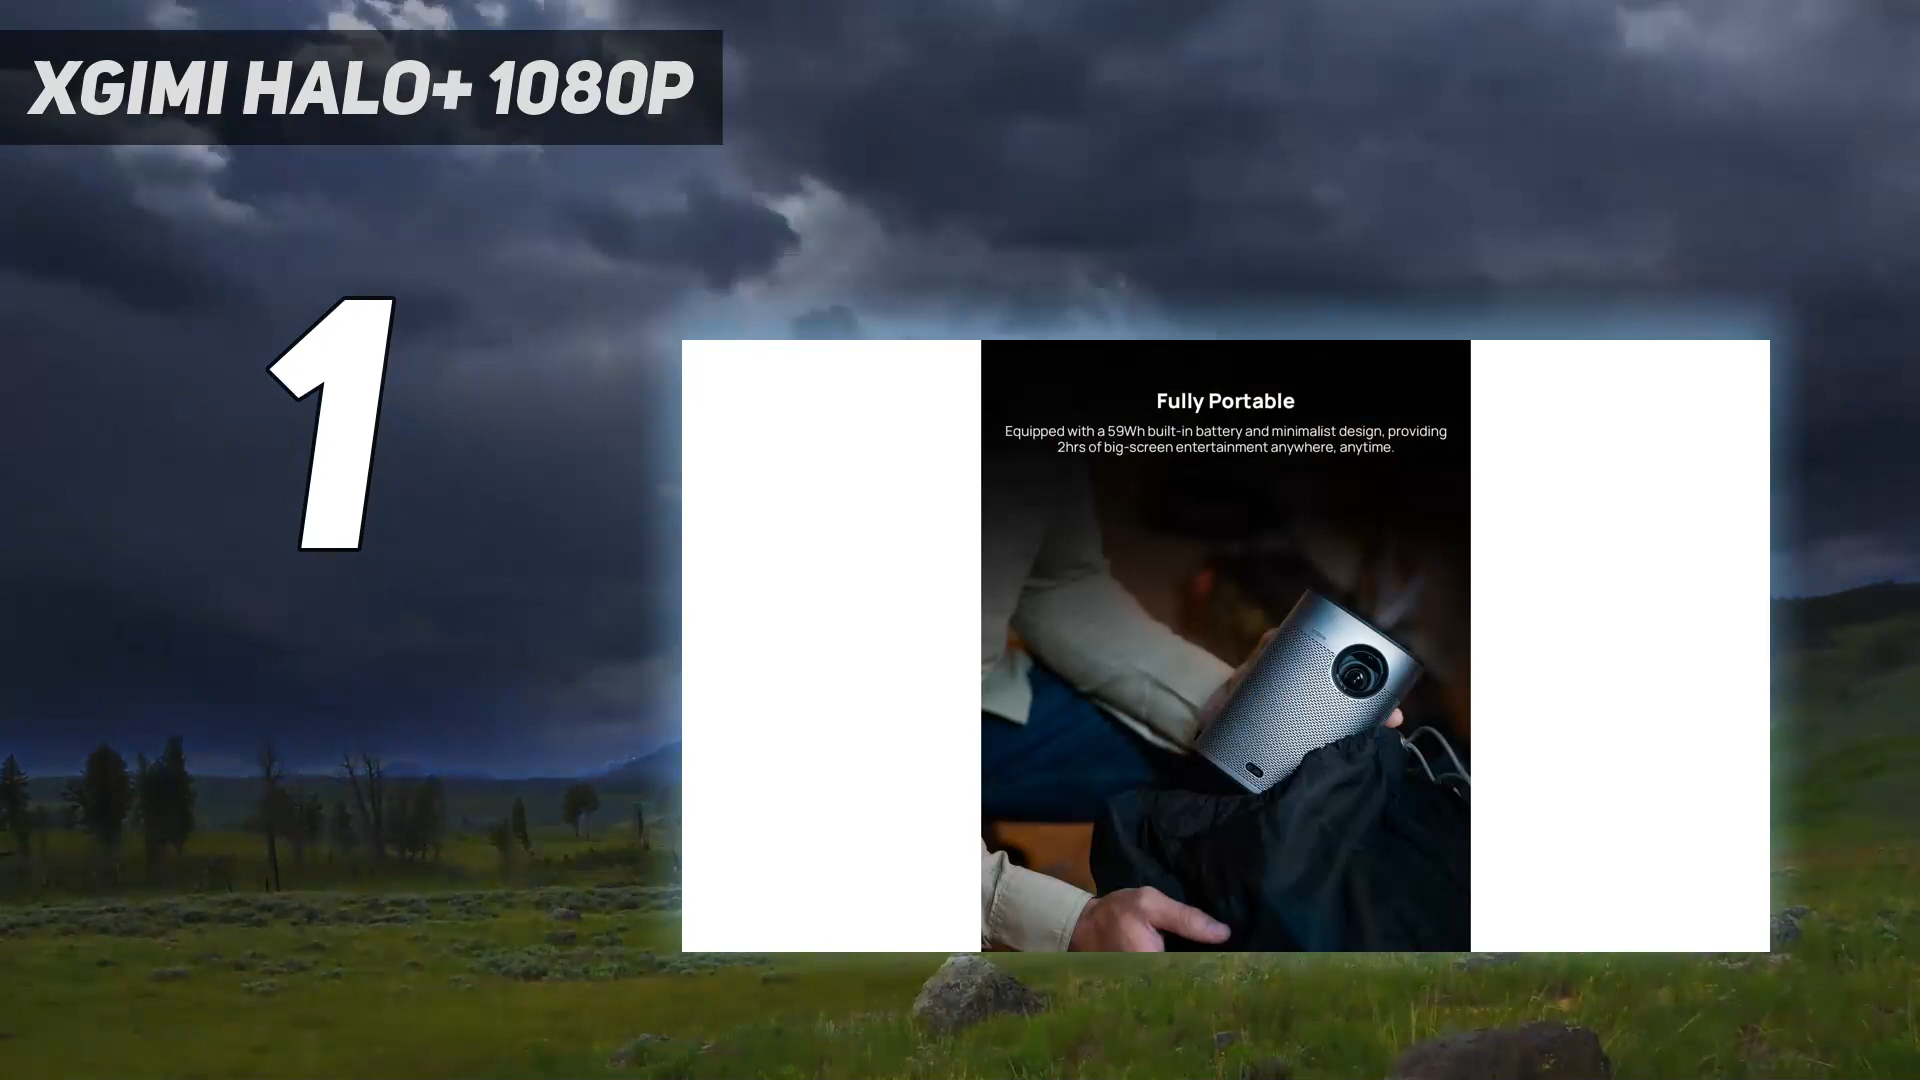 XGIMI HALO+ 1080P
1
Fully Portable
Equipped with a 59Wh built-in battery and minimalist design, providing
2hrs of big-screen entertainment anywhere, anytime.